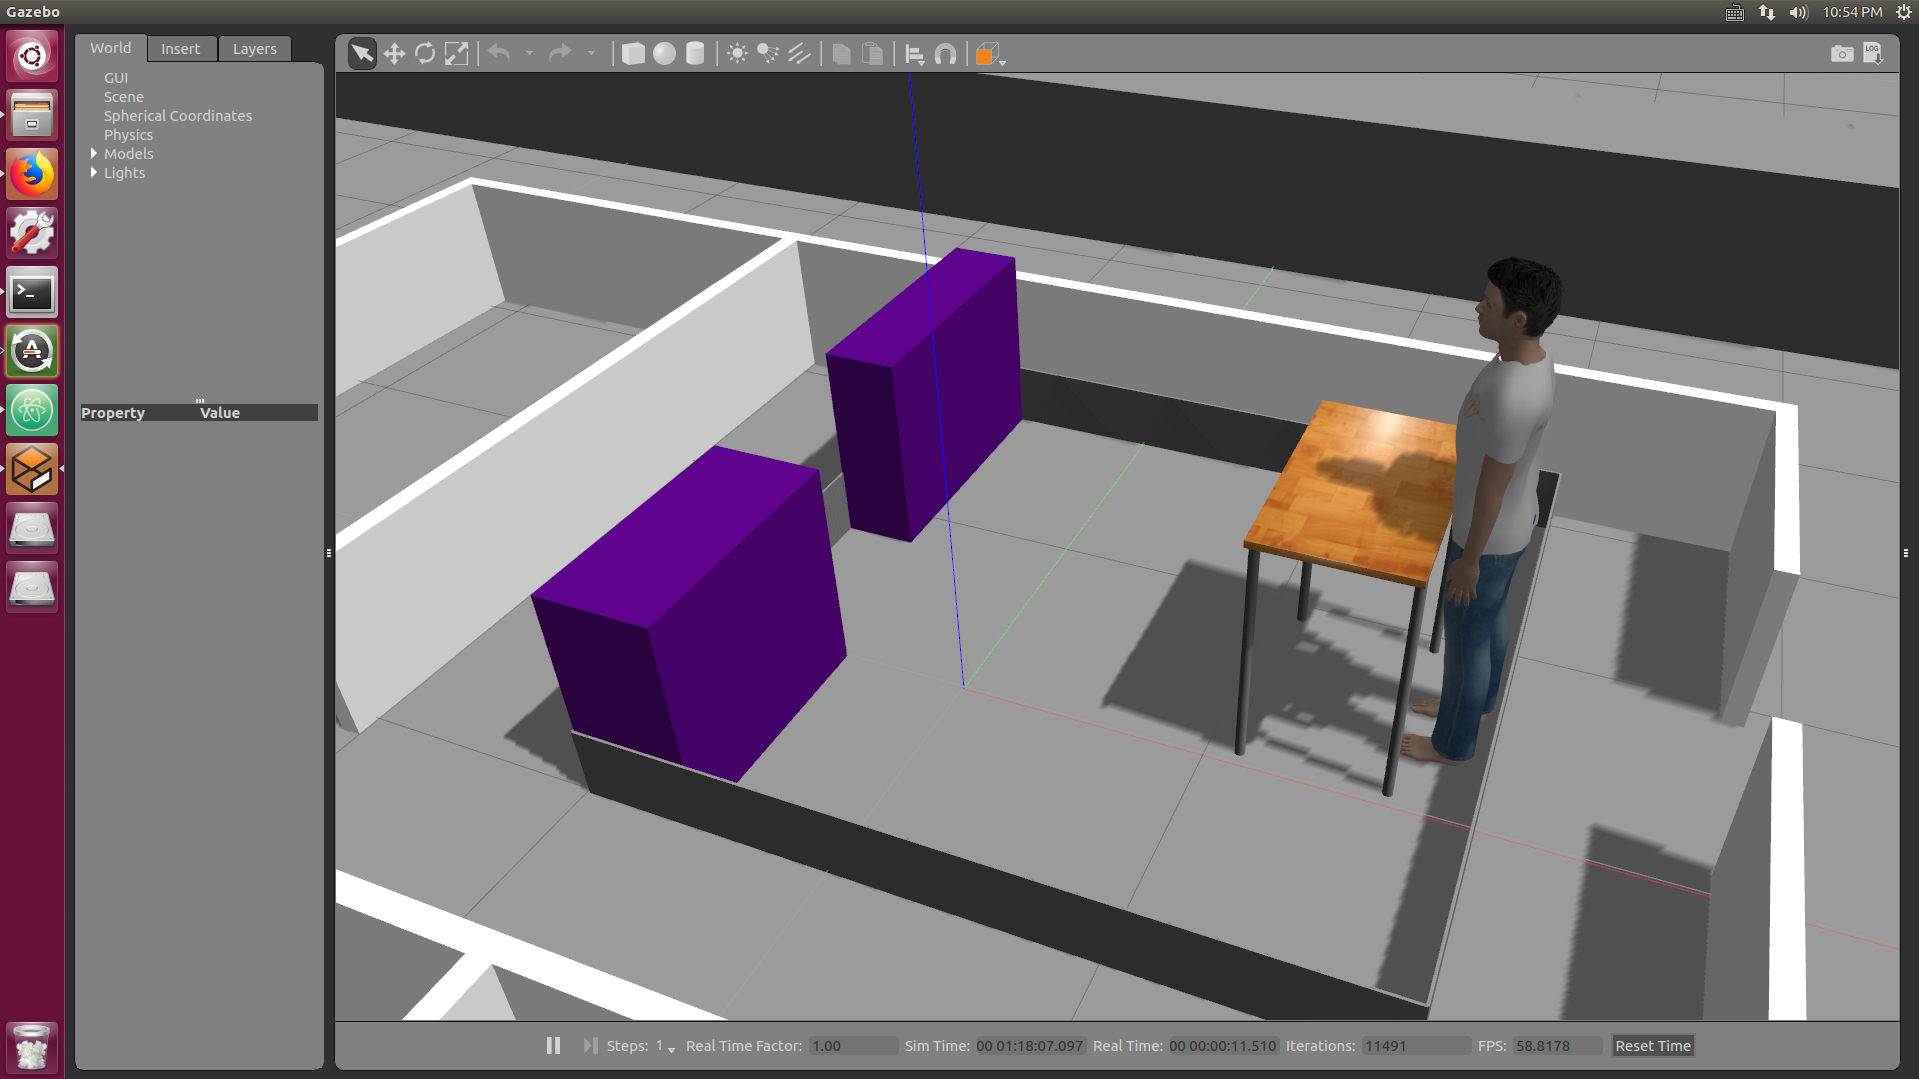 Gazebo
10:54 PM
World Insert Layers
LOG
GUI
Scene
Spherical Coordinates
Physics
Models
Lights
Property Value
Steps: 1 Real Time Factor: 1.00 Sim Time: 00 01:18:07.097 Real Time: 00 00:00:11.510 Iterations: 11491 FPS: 58.8178 Reset Time